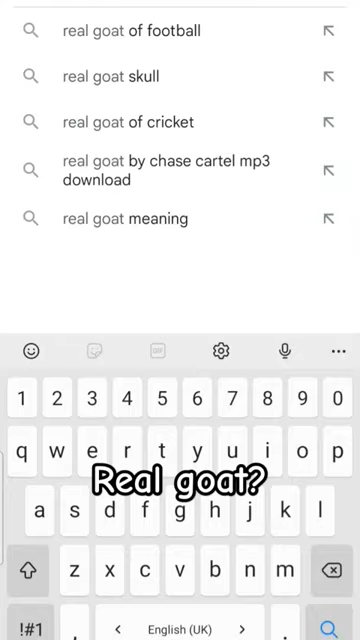 real goat of football
real goat skull
real goat of cricket
real goat by chase cartel mp3
download
real goat meaning
GIF
1 2 3 4 5 6 7 8 9 0
q w e r t y u i o p
Real goat?
a s d f g h j k l
z x c v b n m
!#1 , < English (UK) > .